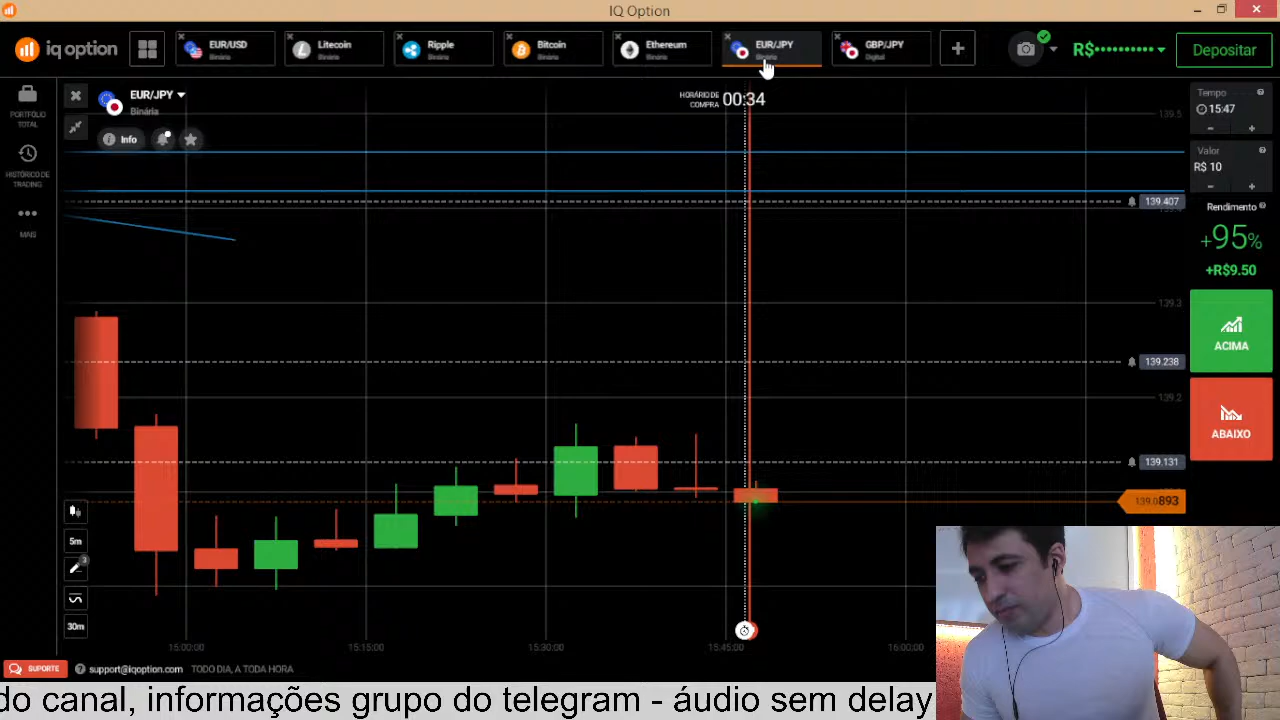 IQ Option
iq option
EUR/USD
Binária
Litecoin
Binária
Ripple
Binária
Bitcoin
Binária
Ethereum
Binária
EUR/JPY
Binária
GBP/JPY
Digital
R$••••••••••
Depositar
PORTFÓLIO
TOTAL
HISTÓRICO DE
TRADING
MAIS
EUR/JPY
Binária
Info
HORÁRIO DE
COMPRA
00:34
139.5
139.407
139.3
139.238
139.2
139.131
139.0893
Tempo
15:47
Valor
R$ 10
Rendimento
+95%
+R$9.50
ACIMA
ABAIXO
5m
3
30m
15:00:00
15:15:00
15:30:00
15:45:00
16:00:00
SUPORTE
support@iqoption.com
TODO DIA, A TODA HORA
do canal, informações grupo do telegram - áudio sem delay